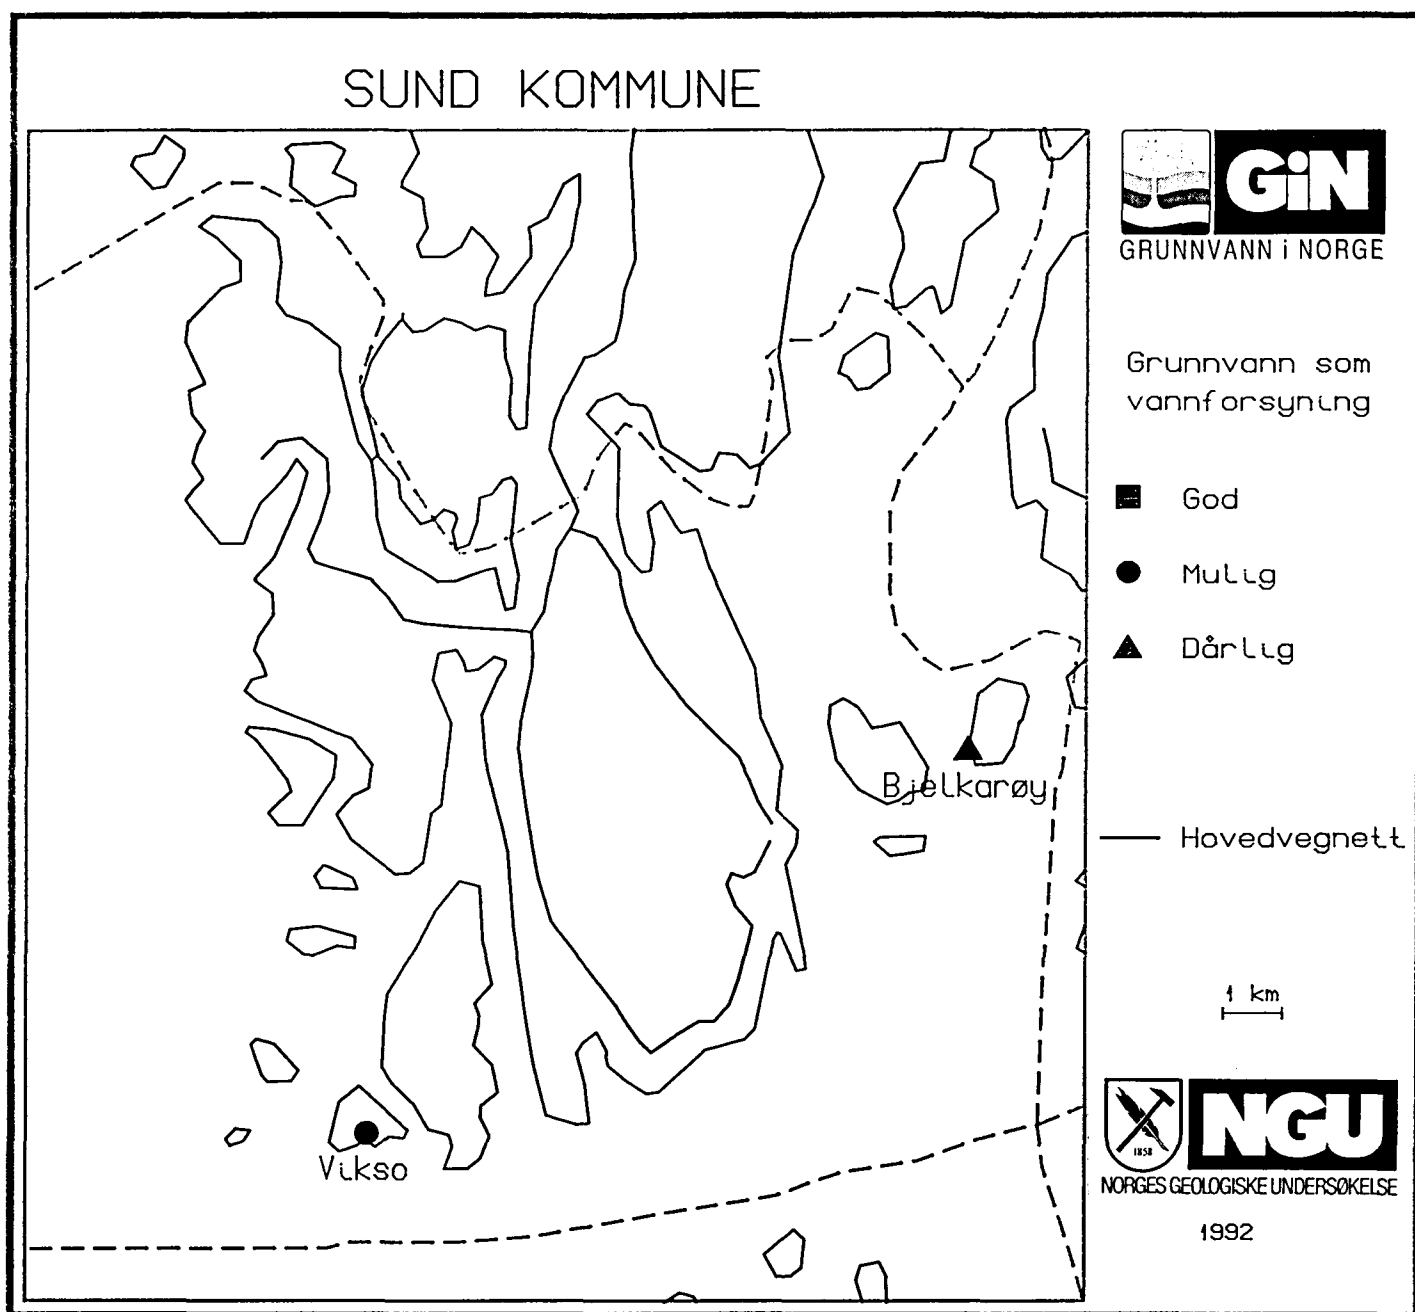 SUND KOMMUNE
GiN
GRUNNVANN i NORGE
Grunnvann som
vannforsyning
God
Mulig
Dårlig
Bjelkarøy
Hovedvegnett
1 km
Vikso
1858
NGU
NORGES GEOLOGISKE UNDERSØKELSE
1992